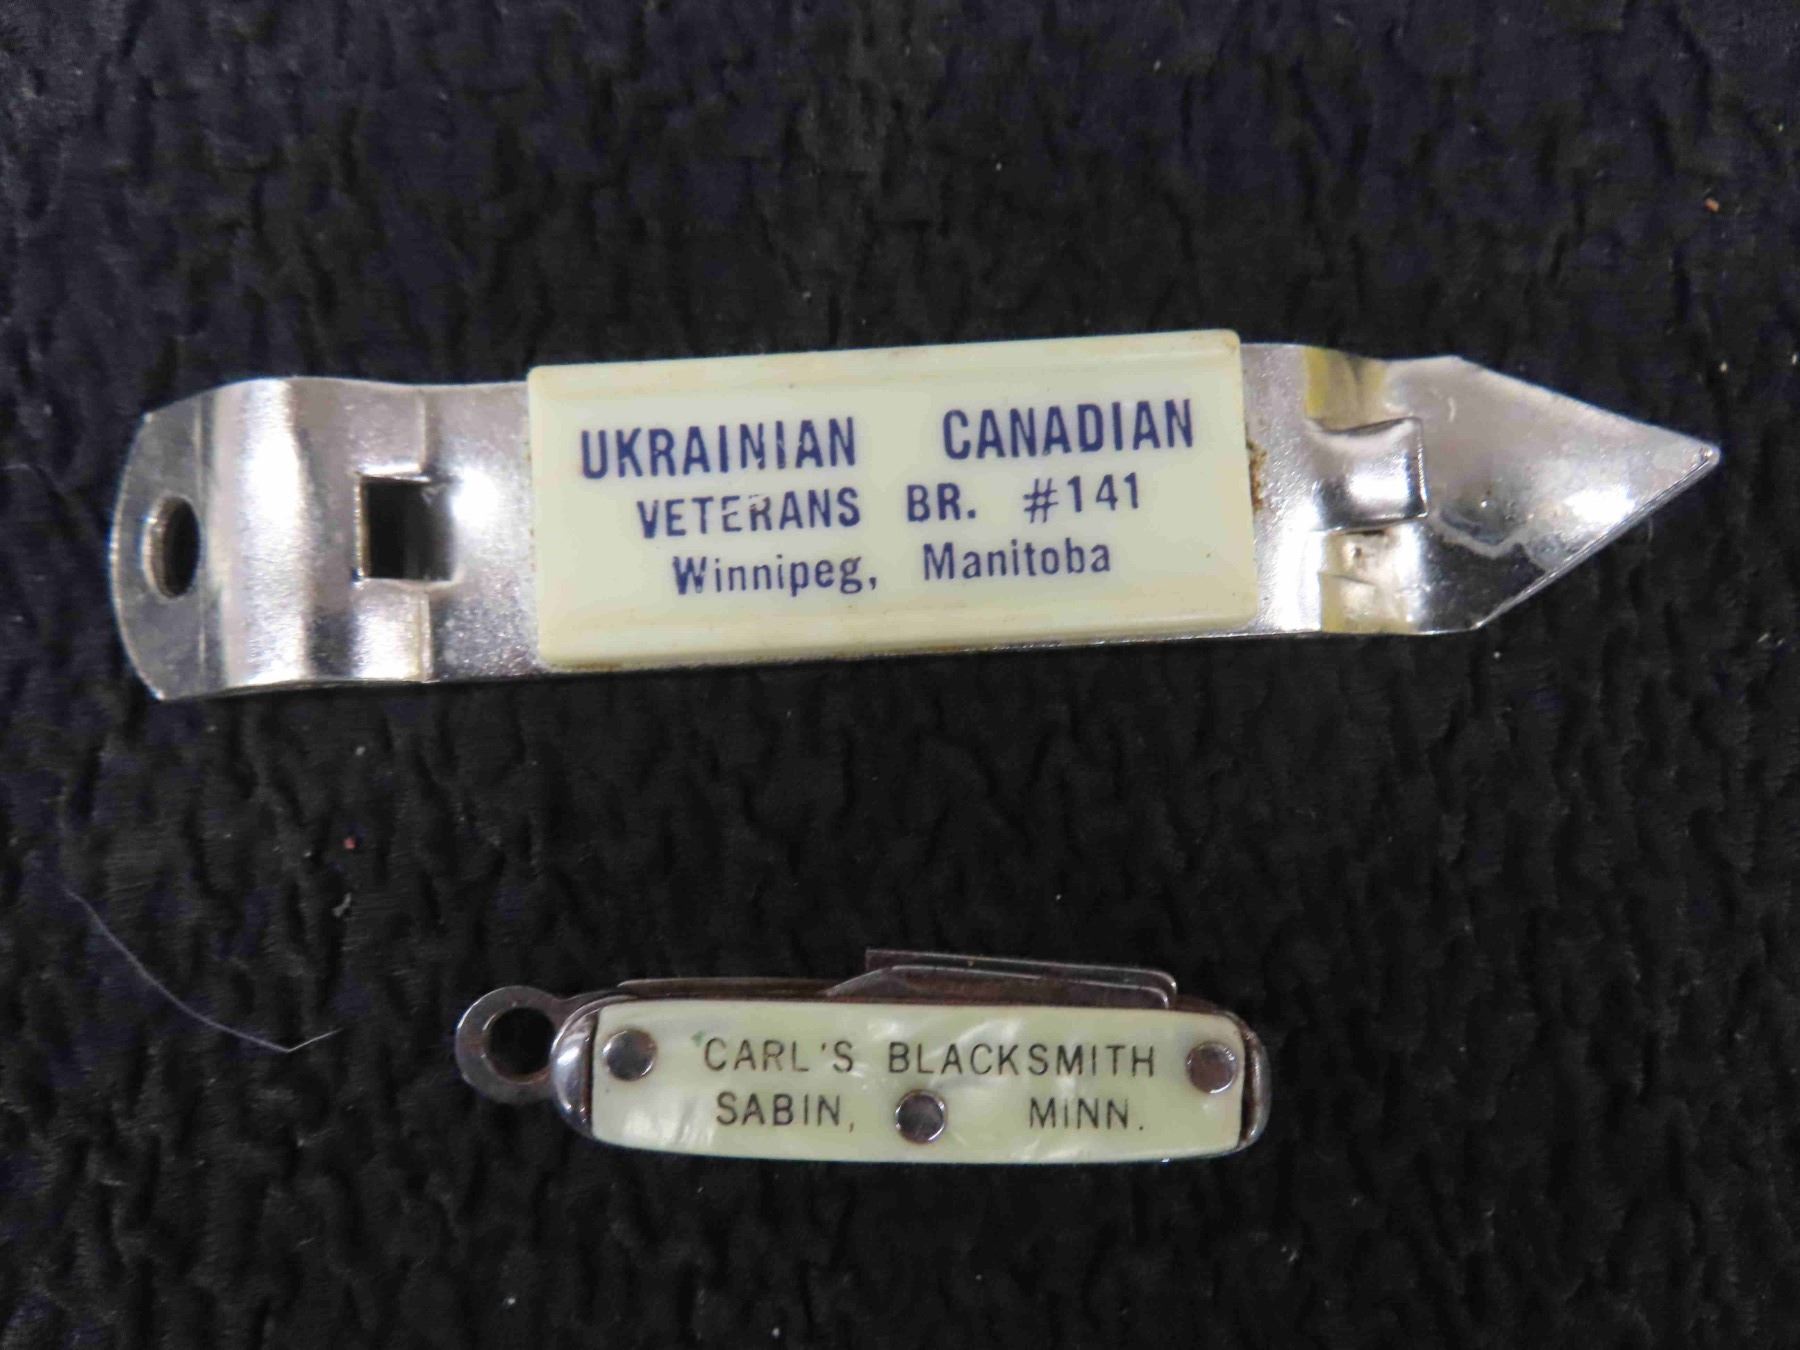 UKRAINIAN CANADIAN
VETERANS BR. #141
Winnipeg, Manitoba
CARL'S BLACKSMITH
SABIN, MINN.